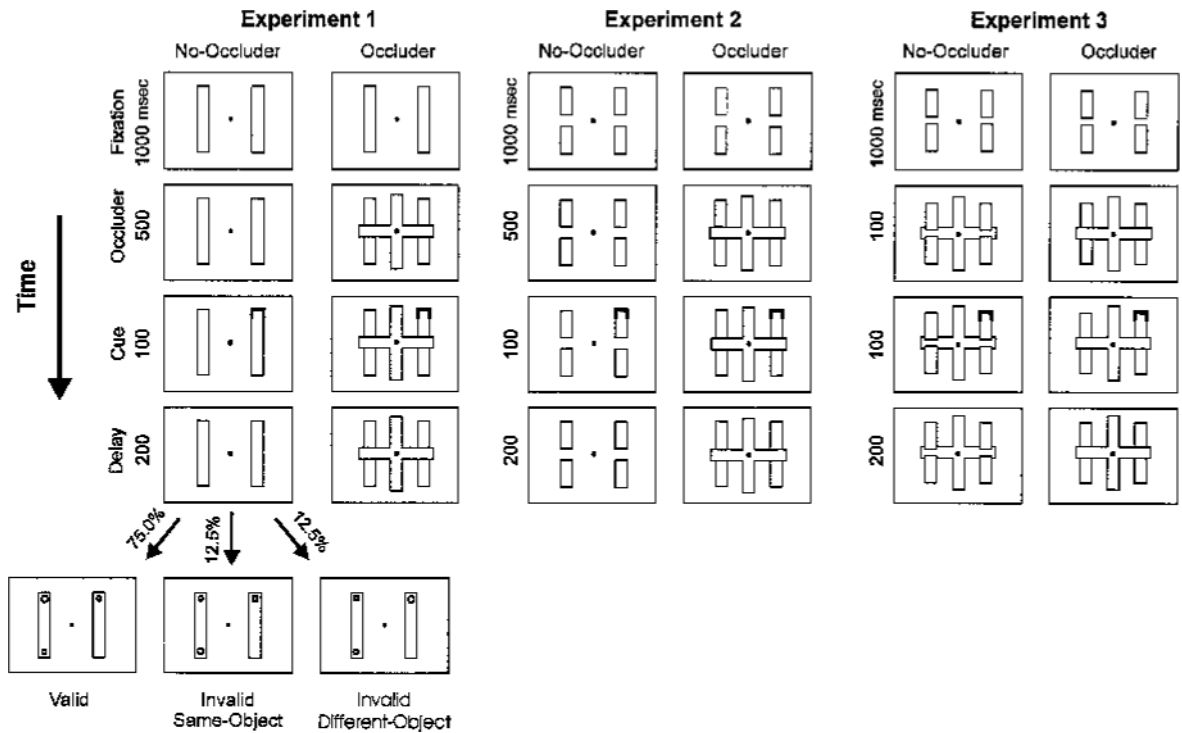 Experiment 1 Experiment 2 Experiment 3
No-Occluder Occluder No-Occluder Occluder No-Occluder Occluder
Fixation 1000 msec 1000 msec 1000 msec
Occluder 500 500 100
Time
Cue 100 100 100
Delay 200 200 200
75.0% 12.5% 12.5%
Valid Invalid Invalid
Same-Object Different-Object